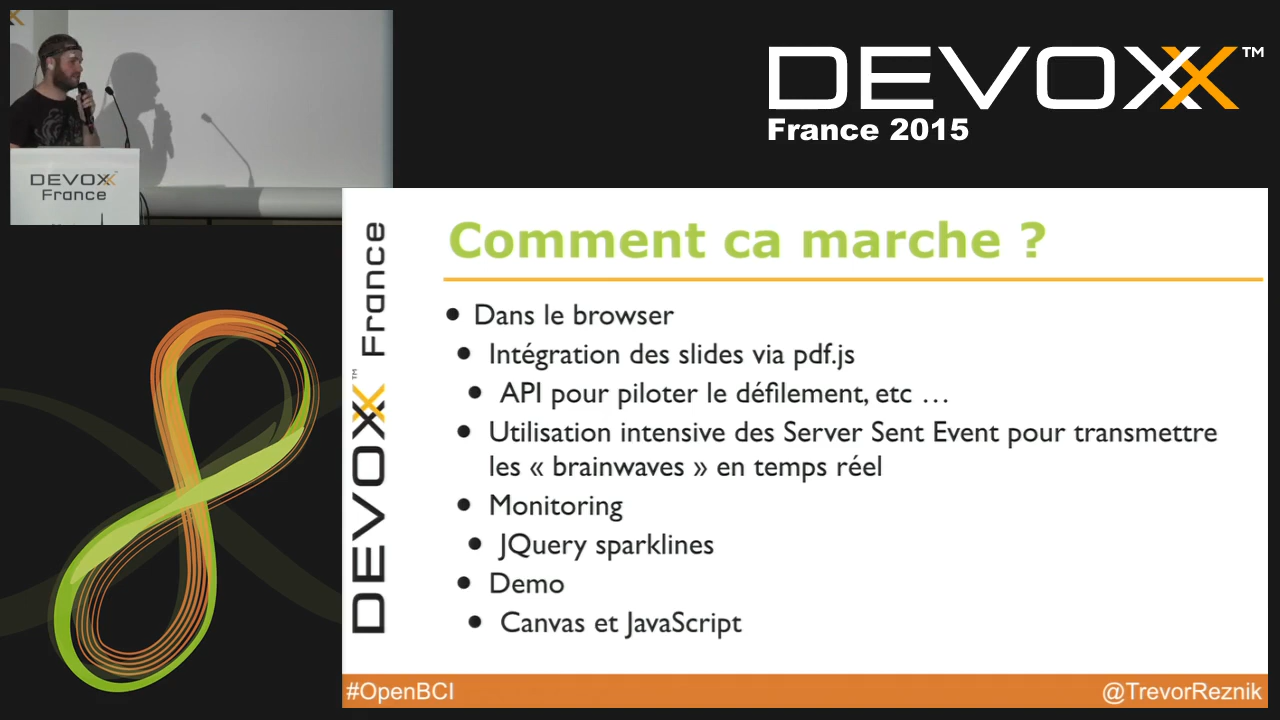 DEVOXX™
France 2015
DEVOXX
France
DEVOXX™ France
Comment ca marche ?
• Dans le browser
• Intégration des slides via pdf.js
• API pour piloter le défilement, etc …
• Utilisation intensive des Server Sent Event pour transmettre
les « brainwaves » en temps réel
• Monitoring
• JQuery sparklines
• Demo
• Canvas et JavaScript
#OpenBCI
@TrevorReznik